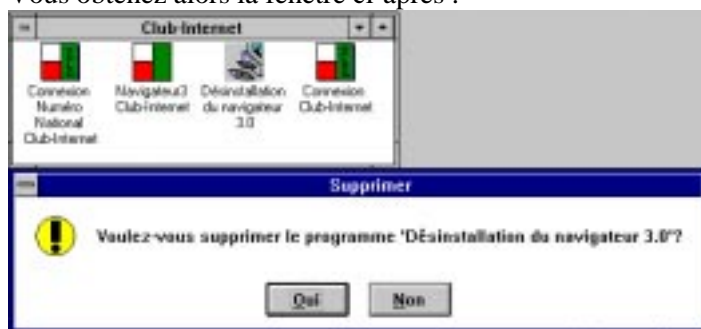 Vous obtenez alors la fenêtre ci-après :
Club-Internet
Connexion Numéro National Club-Internet
Navigateur3 Club-Internet
Désinstallation du navigateur 3.0
Connexion Club-Internet
Supprimer
Voulez-vous supprimer le programme 'Désinstallation du navigateur 3.0'?
Oui
Non